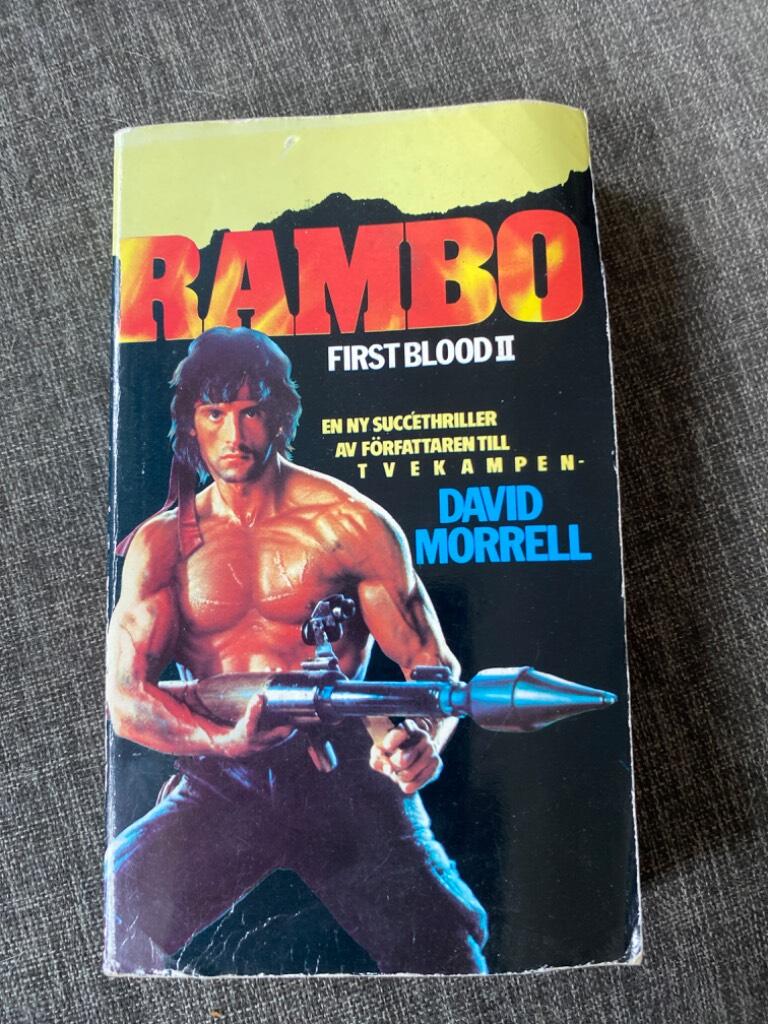 RAMBO
FIRST BLOOD II
EN NY SUCCÉTHRILLER
AV FÖRFATTAREN TILL
TVEKAMPEN-
DAVID
MORRELL